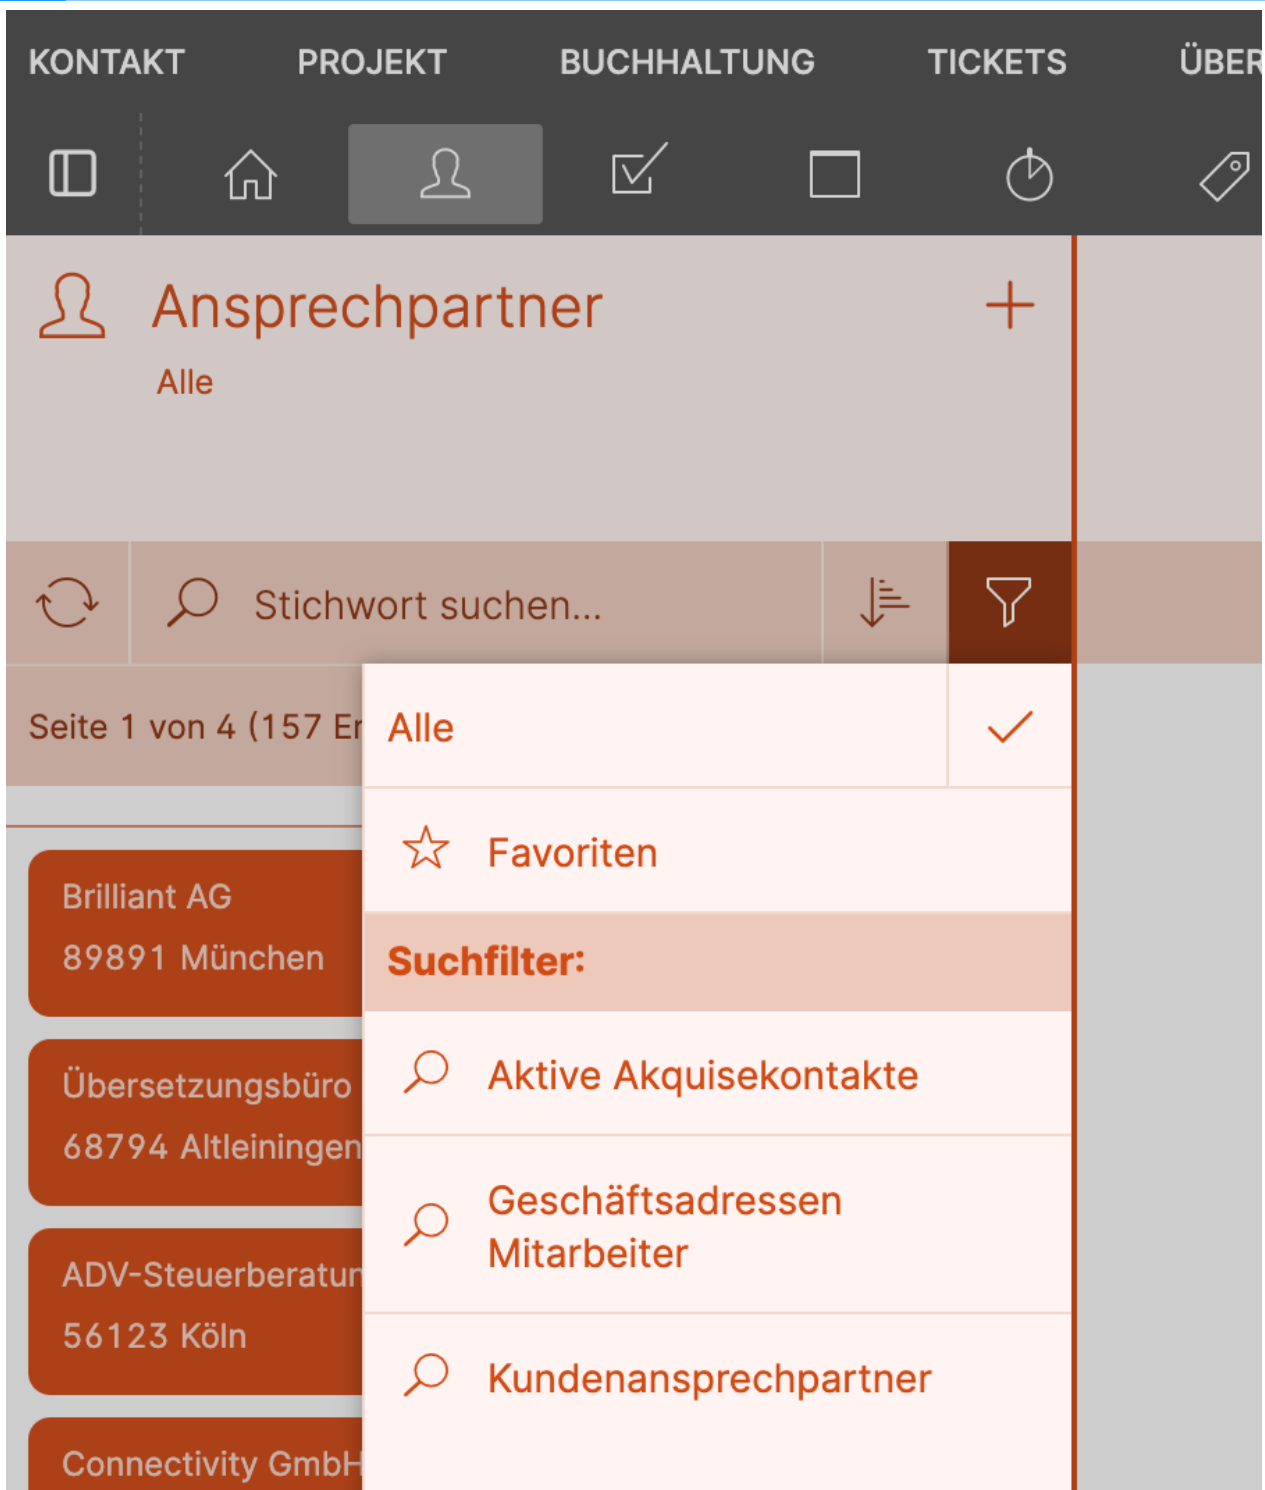 KONTAKT PROJEKT BUCHHALTUNG TICKETS ÜBER
Ansprechpartner
Alle
Stichwort suchen...
Seite 1 von 4 (157 Er
Alle
Favoriten
Suchfilter:
Aktive Akquisekontakte
Geschäftsadressen
Mitarbeiter
Kundenansprechpartner
Brilliant AG
89891 München
Übersetzungsbüro
68794 Altleiningen
ADV-Steuerberatun
56123 Köln
Connectivity GmbH